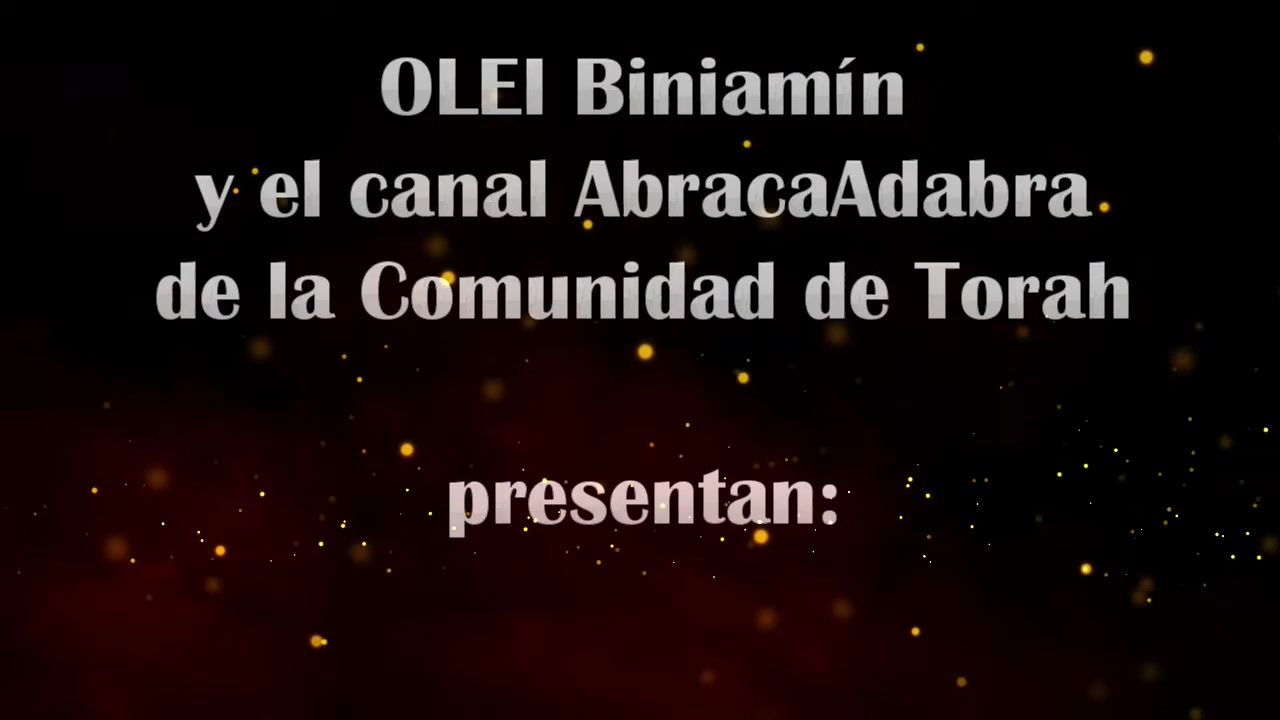 OLEI Biniamín
y el canal AbracaAdabra
de la Comunidad de Torah
presentan: